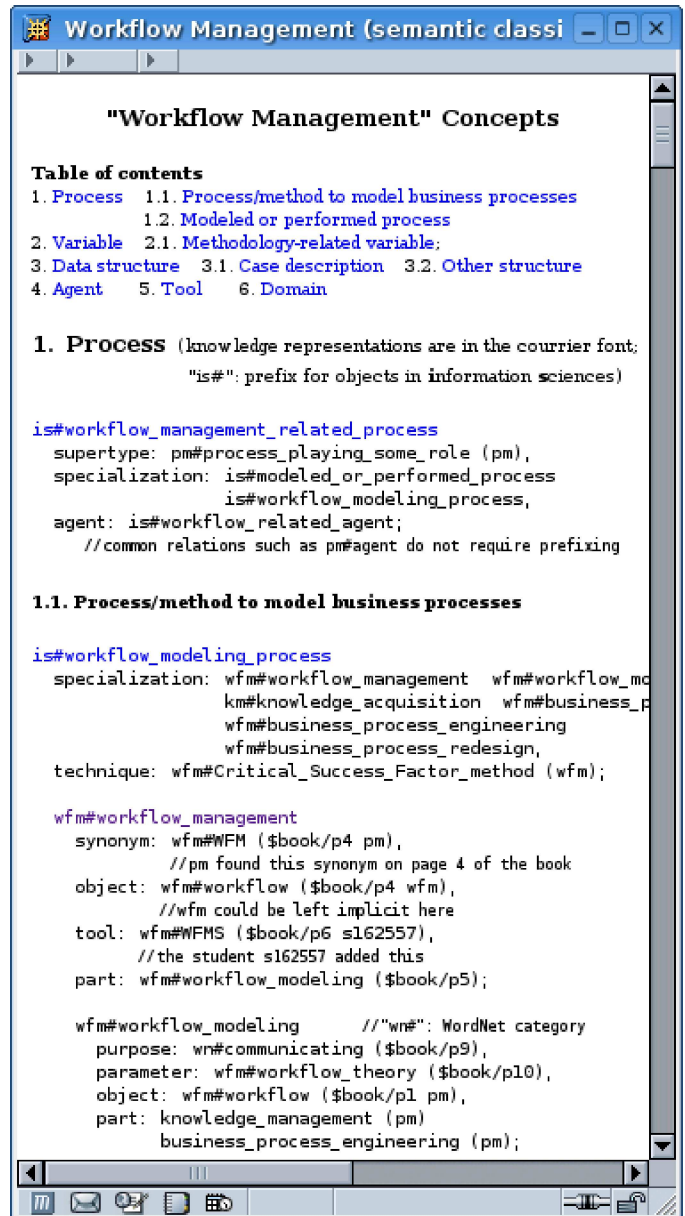 Workflow Management (semantic classi
"Workflow Management" Concepts
Table of contents
1. Process 1.1. Process/method to model business processes
1.2. Modeled or performed process
2. Variable 2.1. Methodology-related variable;
3. Data structure 3.1. Case description 3.2. Other structure
4. Agent 5. Tool 6. Domain
1. Process (knowledge representations are in the courrier font;
"is#": prefix for objects in information sciences)
is#workflow_management_related_process
supertype: pm#process_playing_some_role (pm),
specialization: is#modeled_or_performed_process
is#workflow_modeling_process,
agent: is#workflow_related_agent;
//common relations such as pm#agent do not require prefixing
1.1. Process/method to model business processes
is#workflow_modeling_process
specialization: wfm#workflow_management wfm#workflow_mo
km#knowledge_acquisition wfm#business_p
wfm#business_process_engineering
wfm#business_process_redesign,
technique: wfm#Critical_Success_Factor_method (wfm);
wfm#workflow_management
synonym: wfm#WFM ($book/p4 pm),
//pm found this synonym on page 4 of the book
object: wfm#workflow ($book/p4 wfm),
//wfm could be left implicit here
tool: wfm#WFMS ($book/p6 s162557),
//the student s162557 added this
part: wfm#workflow_modeling ($book/p5);
wfm#workflow_modeling //"wn#": WordNet category
purpose: wn#communicating ($book/p9),
parameter: wfm#workflow_theory ($book/p10),
object: wfm#workflow ($book/p1 pm),
part: knowledge_management (pm)
business_process_engineering (pm);